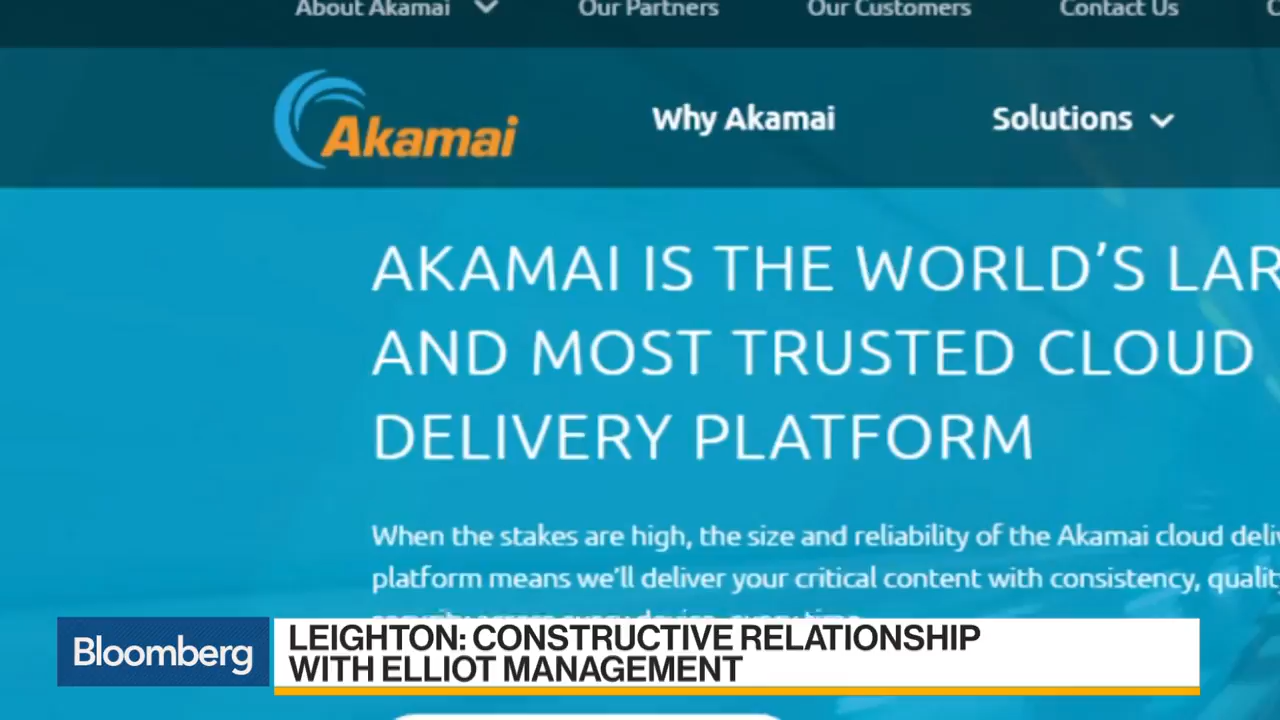 About Akamai
Our Partners
Our Customers
Contact Us
Akamai
Why Akamai
Solutions
AKAMAI IS THE WORLD'S LAR
AND MOST TRUSTED CLOUD
DELIVERY PLATFORM
When the stakes are high, the size and reliability of the Akamai cloud deli
platform means we'll deliver your critical content with consistency, qualit
Bloomberg
LEIGHTON: CONSTRUCTIVE RELATIONSHIP
WITH ELLIOT MANAGEMENT